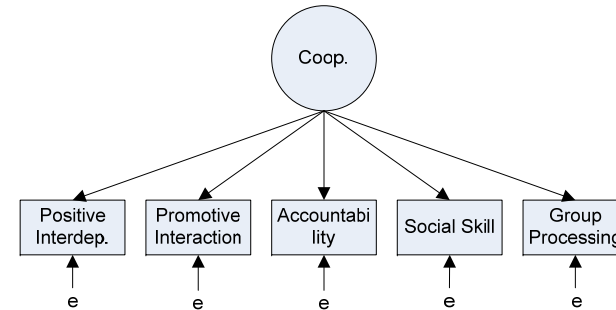 Coop.
Positive
Interdep.
Promotive
Interaction
Accountabi
lity
Social Skill
Group
Processing
e
e
e
e
e